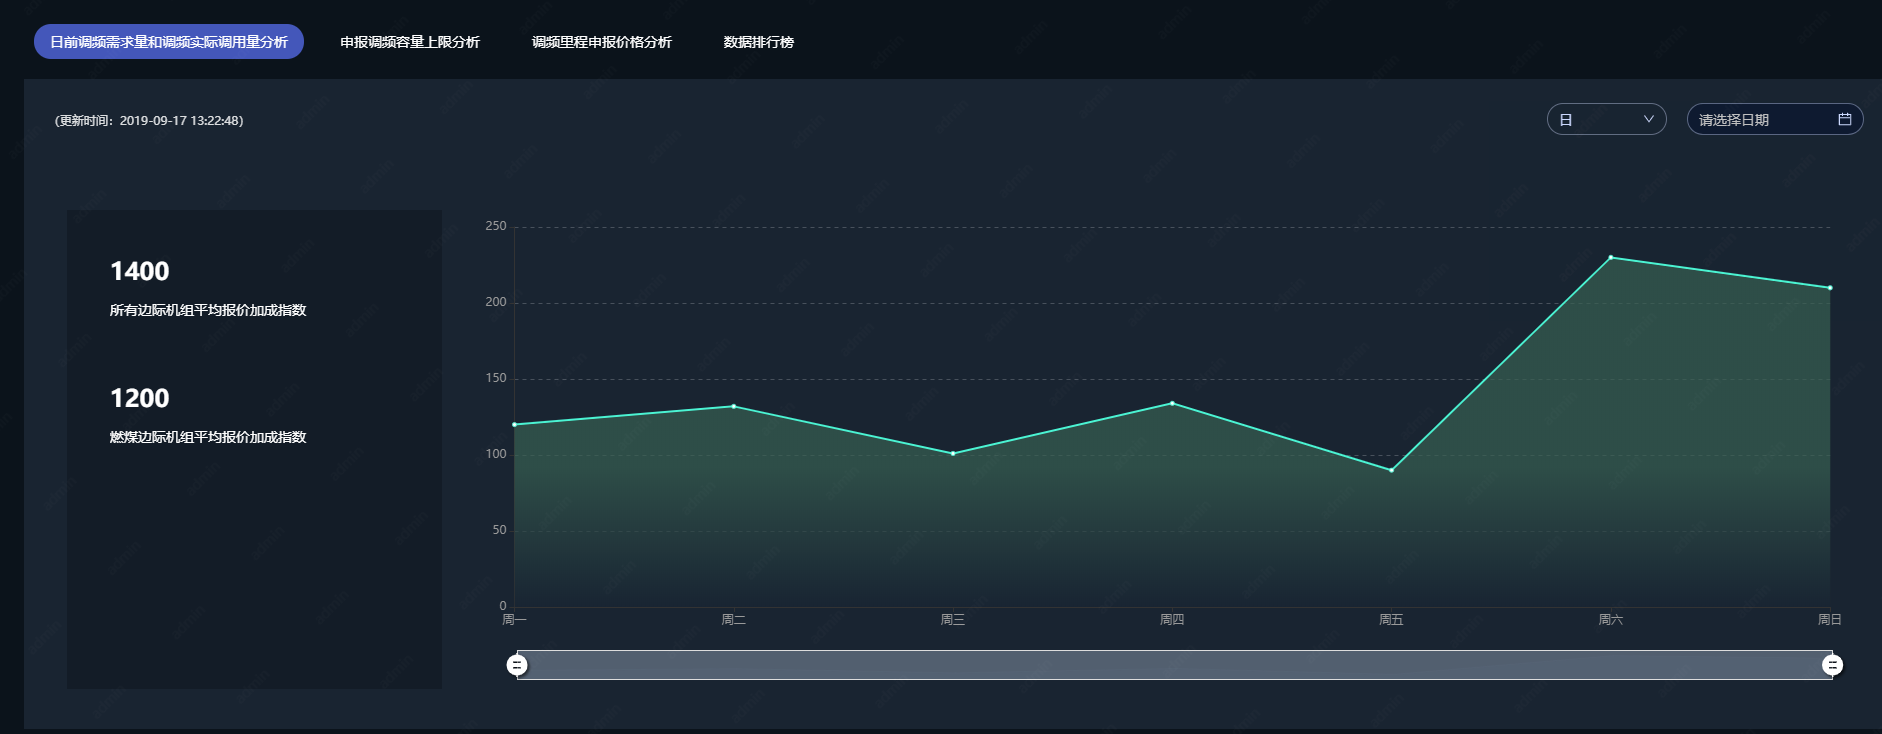 日前调频需求量和调频实际调用量分析
申报调频容量上限分析
调频里程申报价格分析
数据排行榜
(更新时间：2019-09-17 13:22:48)
日
请选择日期
1400
所有边际机组平均报价加成指数
1200
燃煤边际机组平均报价加成指数
250
200
150
100
50
0
周一 周二 周三 周四 周五 周六 周日